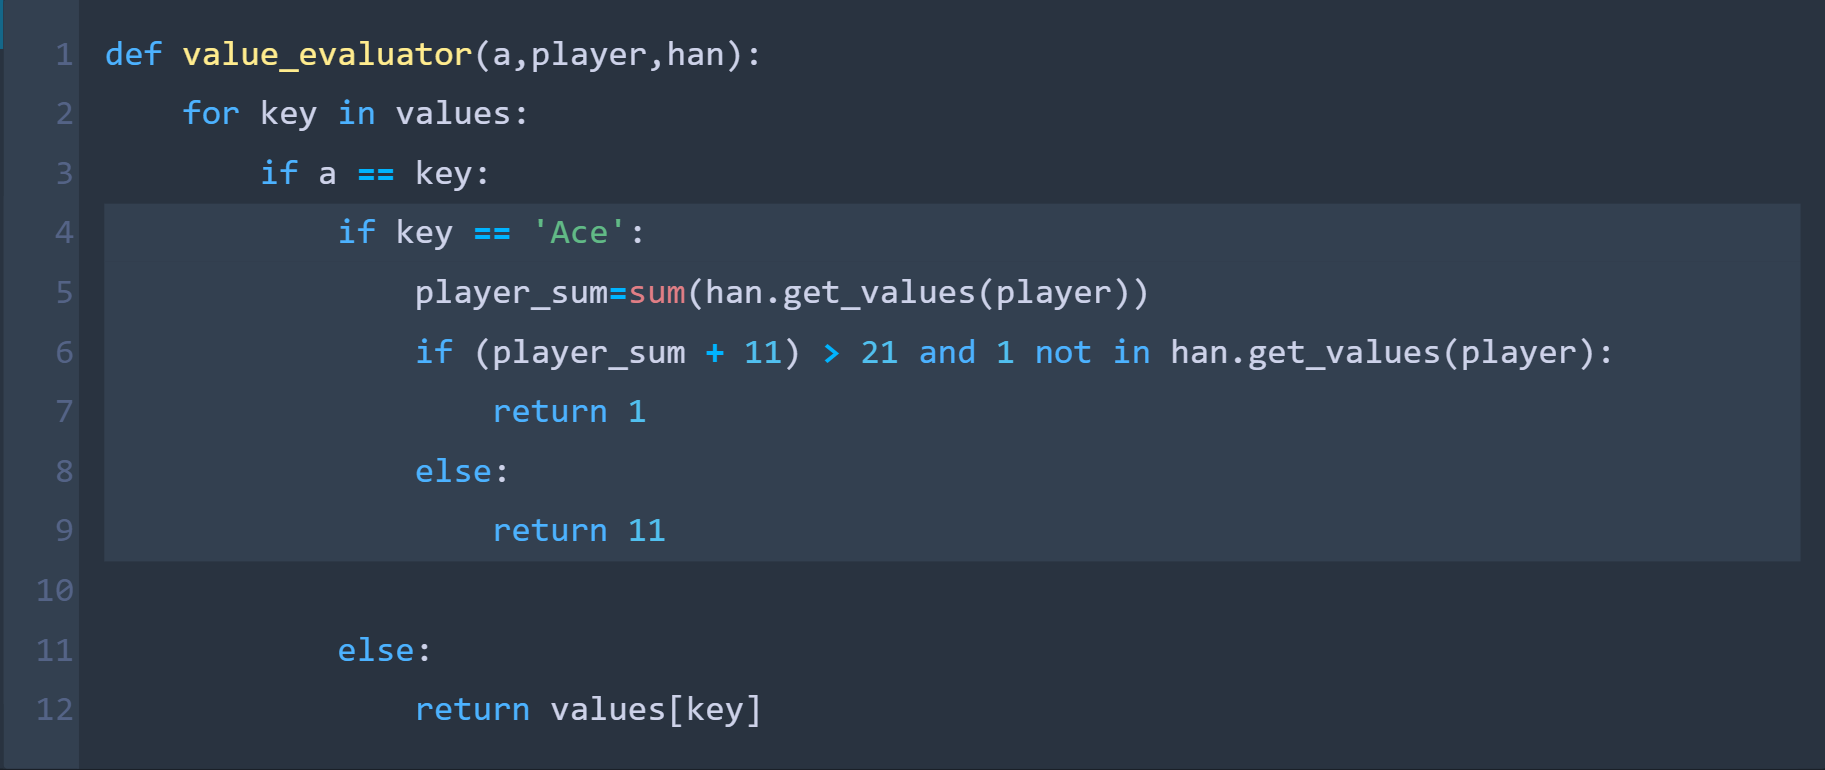 1 def value_evaluator(a,player,han):
2     for key in values:
3         if a == key:
4             if key == 'Ace':
5                 player_sum=sum(han.get_values(player))
6                 if (player_sum + 11) > 21 and 1 not in han.get_values(player):
7                     return 1
8                 else:
9                     return 11
10
11             else:
12                 return values[key]